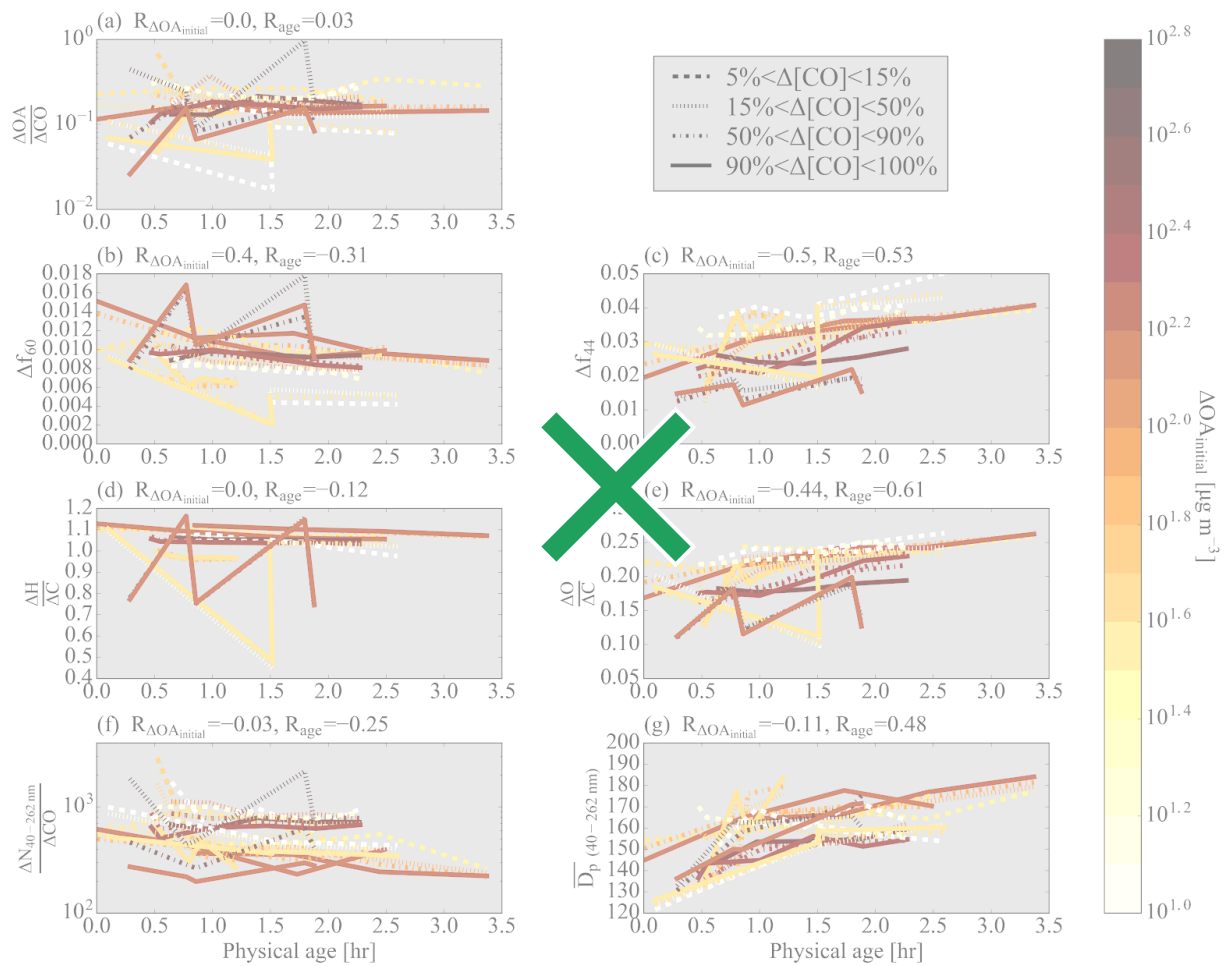 (a) R_ΔOA_initial=0.0, R_age=0.03
10^0
10^−1
10^−2
ΔOA
ΔCO
0.0 0.5 1.0 1.5 2.0 2.5 3.0 3.5
5%<Δ[CO]<15%
15%<Δ[CO]<50%
50%<Δ[CO]<90%
90%<Δ[CO]<100%
(b) R_ΔOA_initial=0.4, R_age=−0.31
0.018
0.016
0.014
0.012
0.010
0.008
0.006
0.004
0.002
0.000
Δf_60
0.0 0.5 1.0 1.5 2.0 2.5 3.0 3.5
(c) R_ΔOA_initial=−0.5, R_age=0.53
0.05
0.04
0.03
0.02
0.01
0.00
Δf_44
0.0 0.5 1.0 1.5 2.0 2.5 3.0 3.5
(d) R_ΔOA_initial=0.0, R_age=−0.12
1.2
1.1
1.0
0.9
0.8
0.7
0.6
0.5
0.4
ΔH
ΔC
0.0 0.5 1.0 1.5 2.0 2.5 3.0 3.5
(e) R_ΔOA_initial=−0.44, R_age=0.61
0.25
0.20
0.15
0.10
0.05
ΔO
ΔC
0.0 0.5 1.0 1.5 2.0 2.5 3.0 3.5
(f) R_ΔOA_initial=−0.03, R_age=−0.25
10^3
10^2
ΔN_40−262 nm
ΔCO
0.0 0.5 1.0 1.5 2.0 2.5 3.0 3.5
Physical age [hr]
(g) R_ΔOA_initial=−0.11, R_age=0.48
200
190
180
170
160
150
140
130
120
D_p (40−262 nm)
0.0 0.5 1.0 1.5 2.0 2.5 3.0 3.5
Physical age [hr]
10^2.8
10^2.6
10^2.4
10^2.2
10^2.0
10^1.8
10^1.6
10^1.4
10^1.2
10^1.0
ΔOA_initial [μg m^−3]